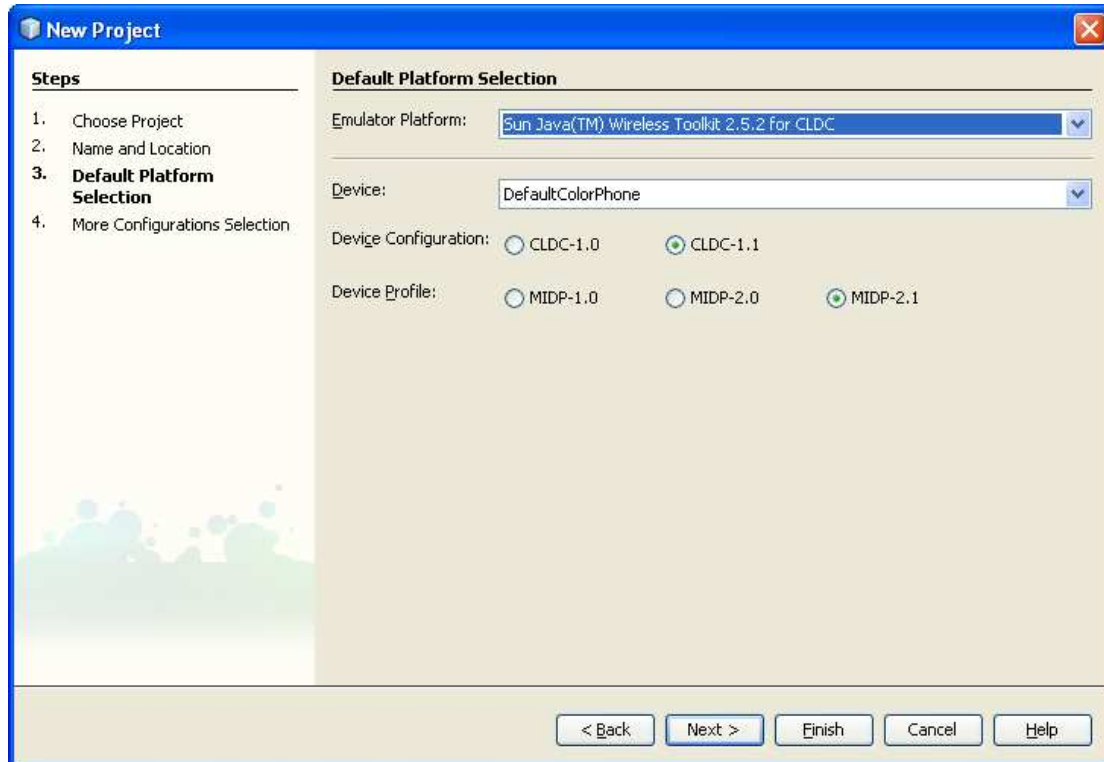 New Project
Steps
1. Choose Project
2. Name and Location
3. Default Platform
Selection
4. More Configurations Selection
Default Platform Selection
Emulator Platform: Sun Java(TM) Wireless Toolkit 2.5.2 for CLDC
Device: DefaultColorPhone
Device Configuration: CLDC-1.0 CLDC-1.1
Device Profile: MIDP-1.0 MIDP-2.0 MIDP-2.1
< Back Next > Finish Cancel Help